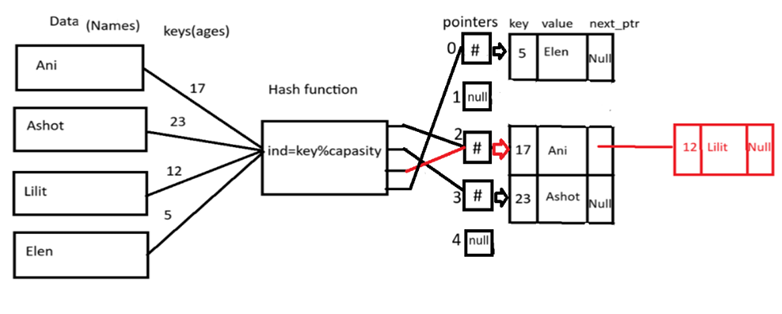 Data (Names)
keys(ages)
Ani
Ashot
Lilit
Elen
17
23
12
5
Hash function
ind=key%capasity
pointers key value next_ptr
0 # 5 Elen Null
1 null
2 # 17 Ani 12 Lilit Null
3 # 23 Ashot Null
4 null